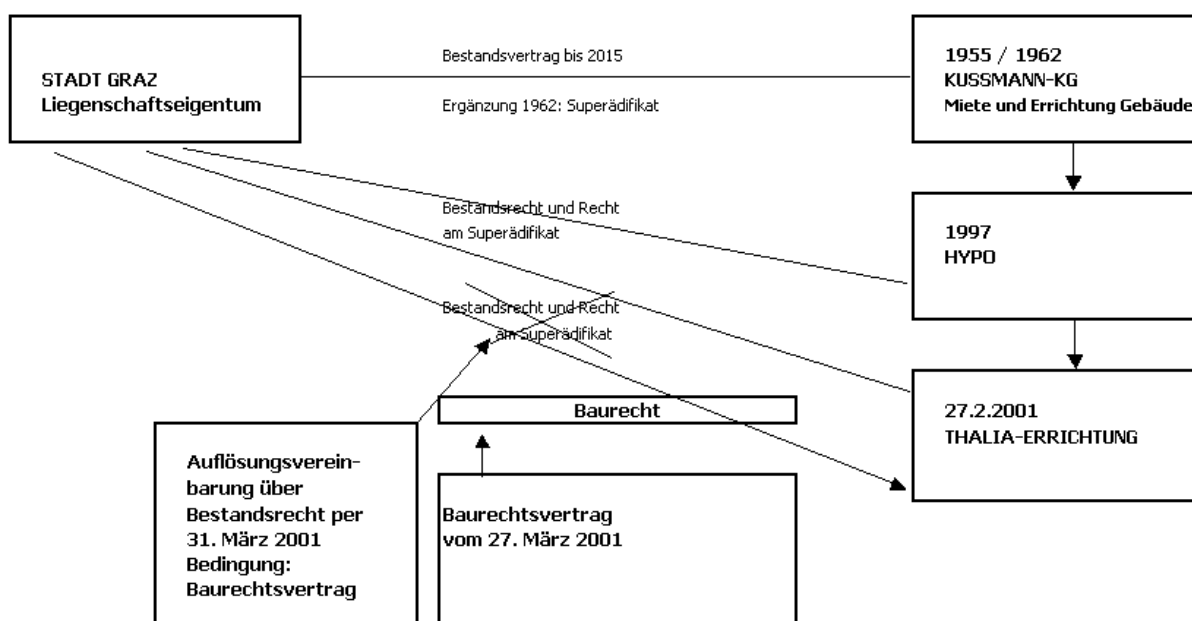 STADT GRAZ
Liegenschaftseigentum
Bestandsvertrag bis 2015
Ergänzung 1962: Superädifikat
1955 / 1962
KUSSMANN-KG
Miete und Errichtung Gebäude
Bestandsrecht und Recht
am Superädifikat
1997
HYPO
Bestandsrecht und Recht
am Superädifikat
27.2.2001
THALIA-ERRICHTUNG
Baurecht
Auflösungsverein-
barung über
Bestandsrecht per
31. März 2001
Bedingung:
Baurechtsvertrag
Baurechtsvertrag
vom 27. März 2001